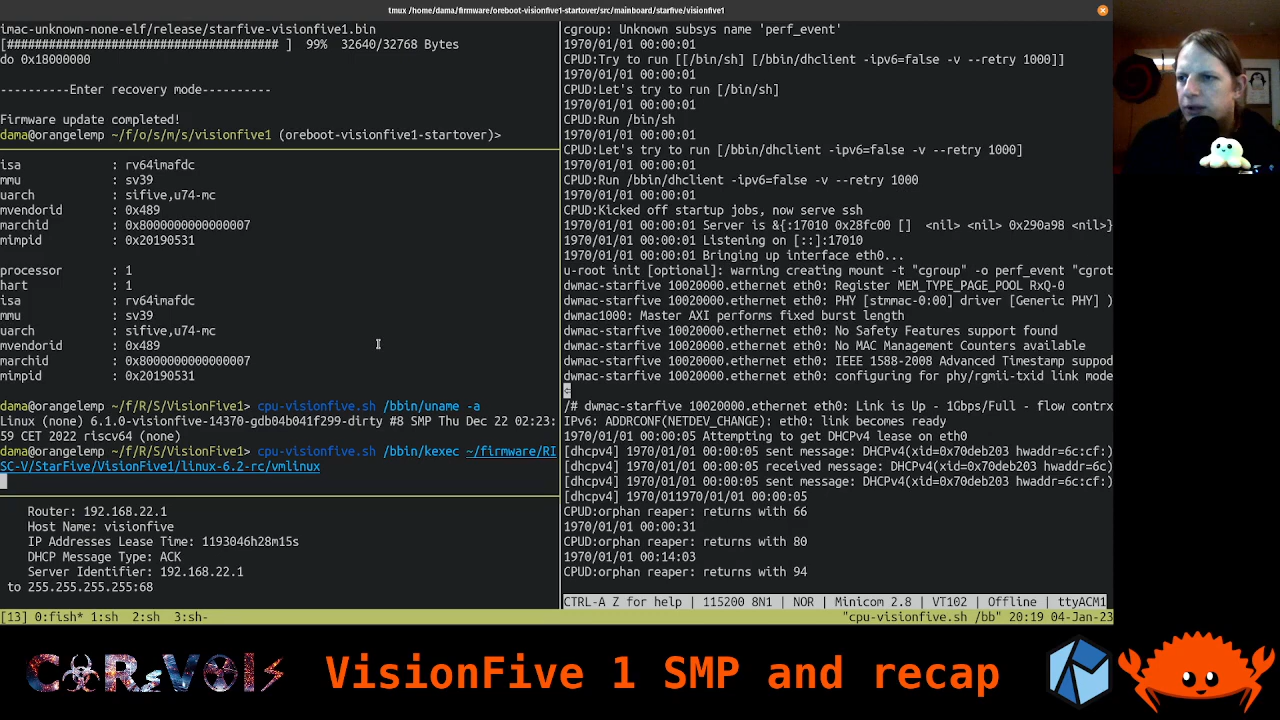 tmux /home/dama/firmware/oreboot-visionfive1-startover/src/mainboard/starfive/visionfive1
imac-unknown-none-elf/release/starfive-visionfive1.bin
[####################################### ]  99%  32640/32768 Bytes
do 0x18000000
----------Enter recovery mode----------
Firmware update completed!
dama@orangelemp ~/f/o/s/m/s/visionfive1 (oreboot-visionfive1-startover)>
isa : rv64imafdc
mmu : sv39
uarch : sifive,u74-mc
mvendorid : 0x489
marchid : 0x8000000000000007
mimpid : 0x20190531
processor : 1
hart : 1
isa : rv64imafdc
mmu : sv39
uarch : sifive,u74-mc
mvendorid : 0x489
marchid : 0x8000000000000007
mimpid : 0x20190531
dama@orangelemp ~/f/R/S/VisionFive1> cpu-visionfive.sh /bbin/uname -a
Linux (none) 6.1.0-visionfive-14370-gdb04b041f299-dirty #8 SMP Thu Dec 22 02:23:
59 CET 2022 riscv64 (none)
dama@orangelemp ~/f/R/S/VisionFive1> cpu-visionfive.sh /bbin/kexec ~/firmware/RI
SC-V/StarFive/VisionFive1/linux-6.2-rc/vmlinux
Router: 192.168.22.1
Host Name: visionfive
IP Addresses Lease Time: 1193046h28m15s
DHCP Message Type: ACK
Server Identifier: 192.168.22.1
to 255.255.255.255:68
cgroup: Unknown subsys name 'perf_event'
1970/01/01 00:00:01
CPUD:Try to run [[/bin/sh] [/bbin/dhclient -ipv6=false -v --retry 1000]]
1970/01/01 00:00:01
CPUD:Let's try to run [/bin/sh]
1970/01/01 00:00:01
CPUD:Run /bin/sh
1970/01/01 00:00:01
CPUD:Let's try to run [/bbin/dhclient -ipv6=false -v --retry 1000]
1970/01/01 00:00:01
CPUD:Run /bbin/dhclient -ipv6=false -v --retry 1000
1970/01/01 00:00:01
CPUD:Kicked off startup jobs, now serve ssh
1970/01/01 00:00:01 Server is &{:17010 0x28fc00 []  <nil> <nil> 0x290a98 <nil>}
1970/01/01 00:00:01 Listening on [::]:17010
1970/01/01 00:00:01 Bringing up interface eth0...
u-root init [optional]: warning creating mount -t "cgroup" -o perf_event "cgrot
dwmac-starfive 10020000.ethernet eth0: Register MEM_TYPE_PAGE_POOL RxQ-0
dwmac-starfive 10020000.ethernet eth0: PHY [stmmac-0:00] driver [Generic PHY] )
dwmac1000: Master AXI performs fixed burst length
dwmac-starfive 10020000.ethernet eth0: No Safety Features support found
dwmac-starfive 10020000.ethernet eth0: No MAC Management Counters available
dwmac-starfive 10020000.ethernet eth0: IEEE 1588-2008 Advanced Timestamp suppod
dwmac-starfive 10020000.ethernet eth0: configuring for phy/rgmii-txid link mode
/# dwmac-starfive 10020000.ethernet eth0: Link is Up - 1Gbps/Full - flow contrx
IPv6: ADDRCONF(NETDEV_CHANGE): eth0: link becomes ready
1970/01/01 00:00:05 Attempting to get DHCPv4 lease on eth0
[dhcpv4] 1970/01/01 00:00:05 sent message: DHCPv4(xid=0x70deb203 hwaddr=6c:cf:)
[dhcpv4] 1970/01/01 00:00:05 received message: DHCPv4(xid=0x70deb203 hwaddr=6c)
[dhcpv4] 1970/01/01 00:00:05 sent message: DHCPv4(xid=0x70deb203 hwaddr=6c:cf:)
[dhcpv4] 1970/011970/01/01 00:00:05
CPUD:orphan reaper: returns with 66
1970/01/01 00:00:31
CPUD:orphan reaper: returns with 80
1970/01/01 00:14:03
CPUD:orphan reaper: returns with 94
CTRL-A Z for help | 115200 8N1 | NOR | Minicom 2.8 | VT102 | Offline | ttyACM1
[13] 0:fish* 1:sh  2:sh  3:sh-
"cpu-visionfive.sh /bb" 20:19 04-Jan-23
VisionFive 1 SMP and recap